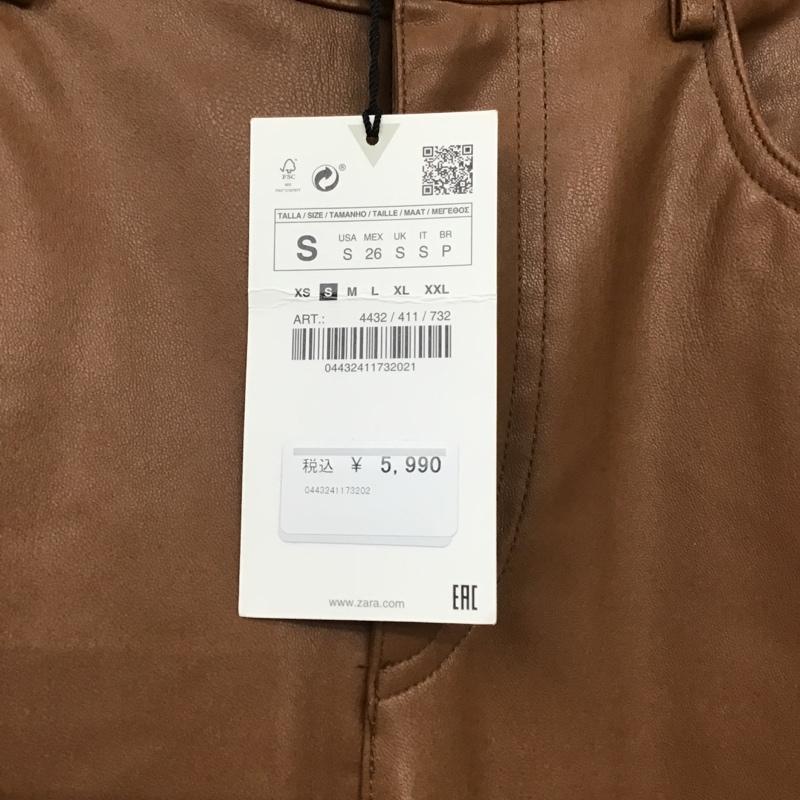 FSC
®
TALLA / SIZE / TAMANHO / TAILLE / MAAT / ΜΕΓΕΘΟΣ
S
USA MEX UK IT BR
S 26 S S P
XS S M L XL XXL
ART.: 4432 / 411 / 732
04432411732021
税込 ¥ 5,990
0443241173202
www.zara.com
EAC